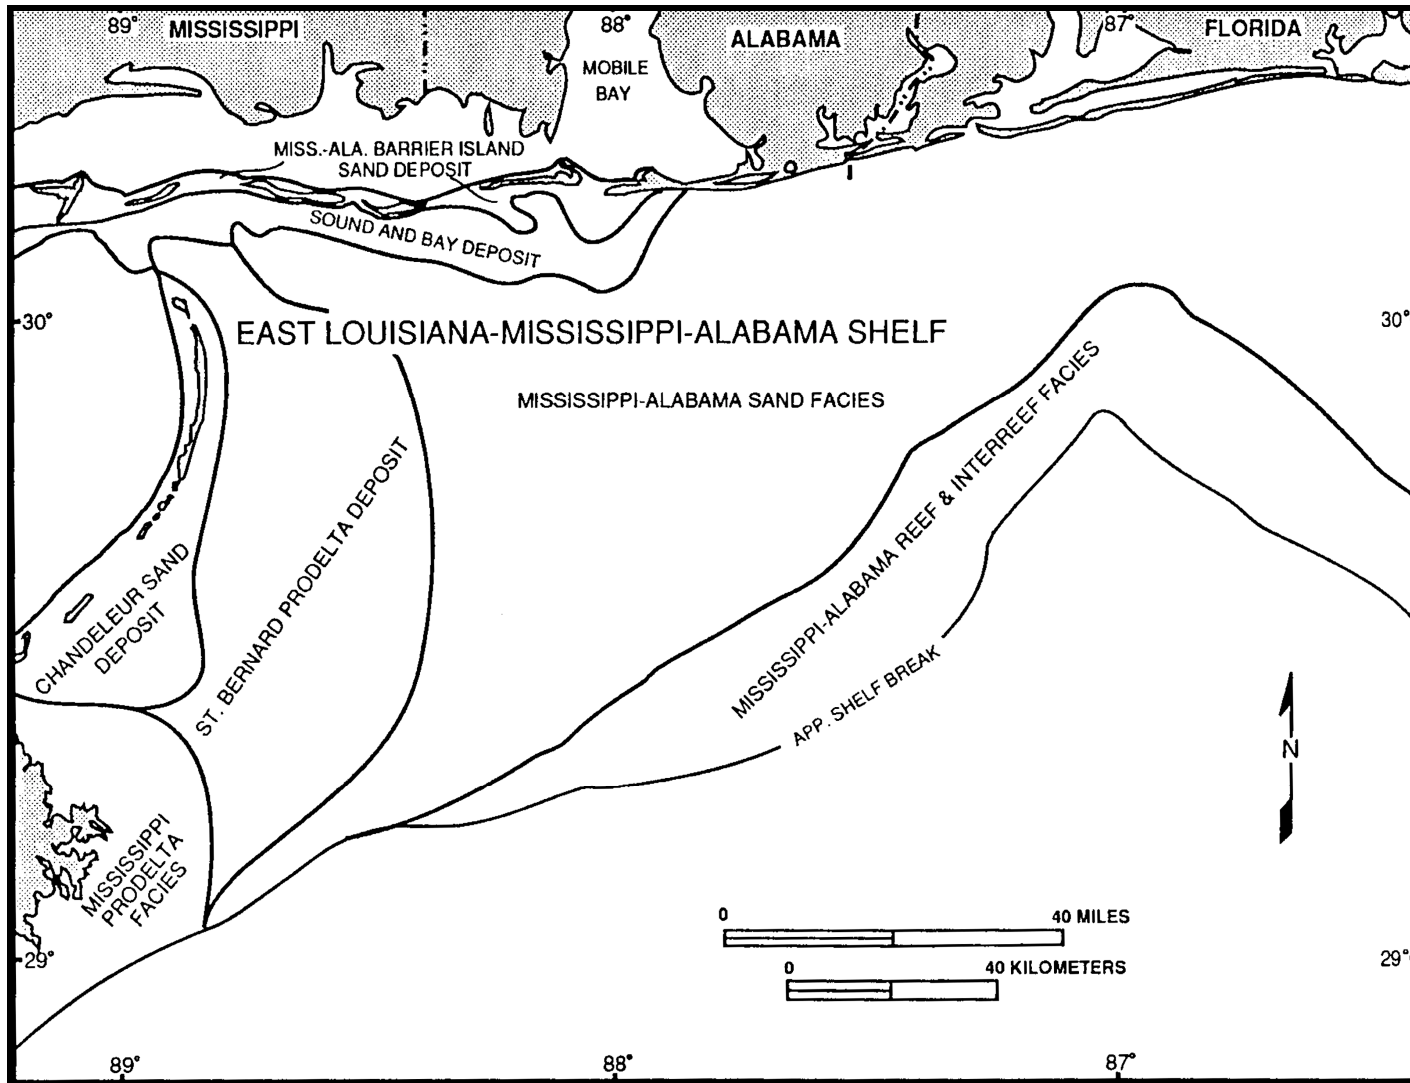 89°
MISSISSIPPI
88°
ALABAMA
87°
FLORIDA
MOBILE
BAY
MISS.-ALA. BARRIER ISLAND
SAND DEPOSIT
SOUND AND BAY DEPOSIT
30°
EAST LOUISIANA-MISSISSIPPI-ALABAMA SHELF
30°
MISSISSIPPI-ALABAMA SAND FACIES
MISSISSIPPI-ALABAMA REEF & INTERREEF FACIES
ST. BERNARD PRODELTA DEPOSIT
CHANDELEUR SAND
DEPOSIT
APP. SHELF BREAK
N
MISSISSIPPI
PRODELTA
FACIES
0 40 MILES
0 40 KILOMETERS
29°
29°
89°
88°
87°